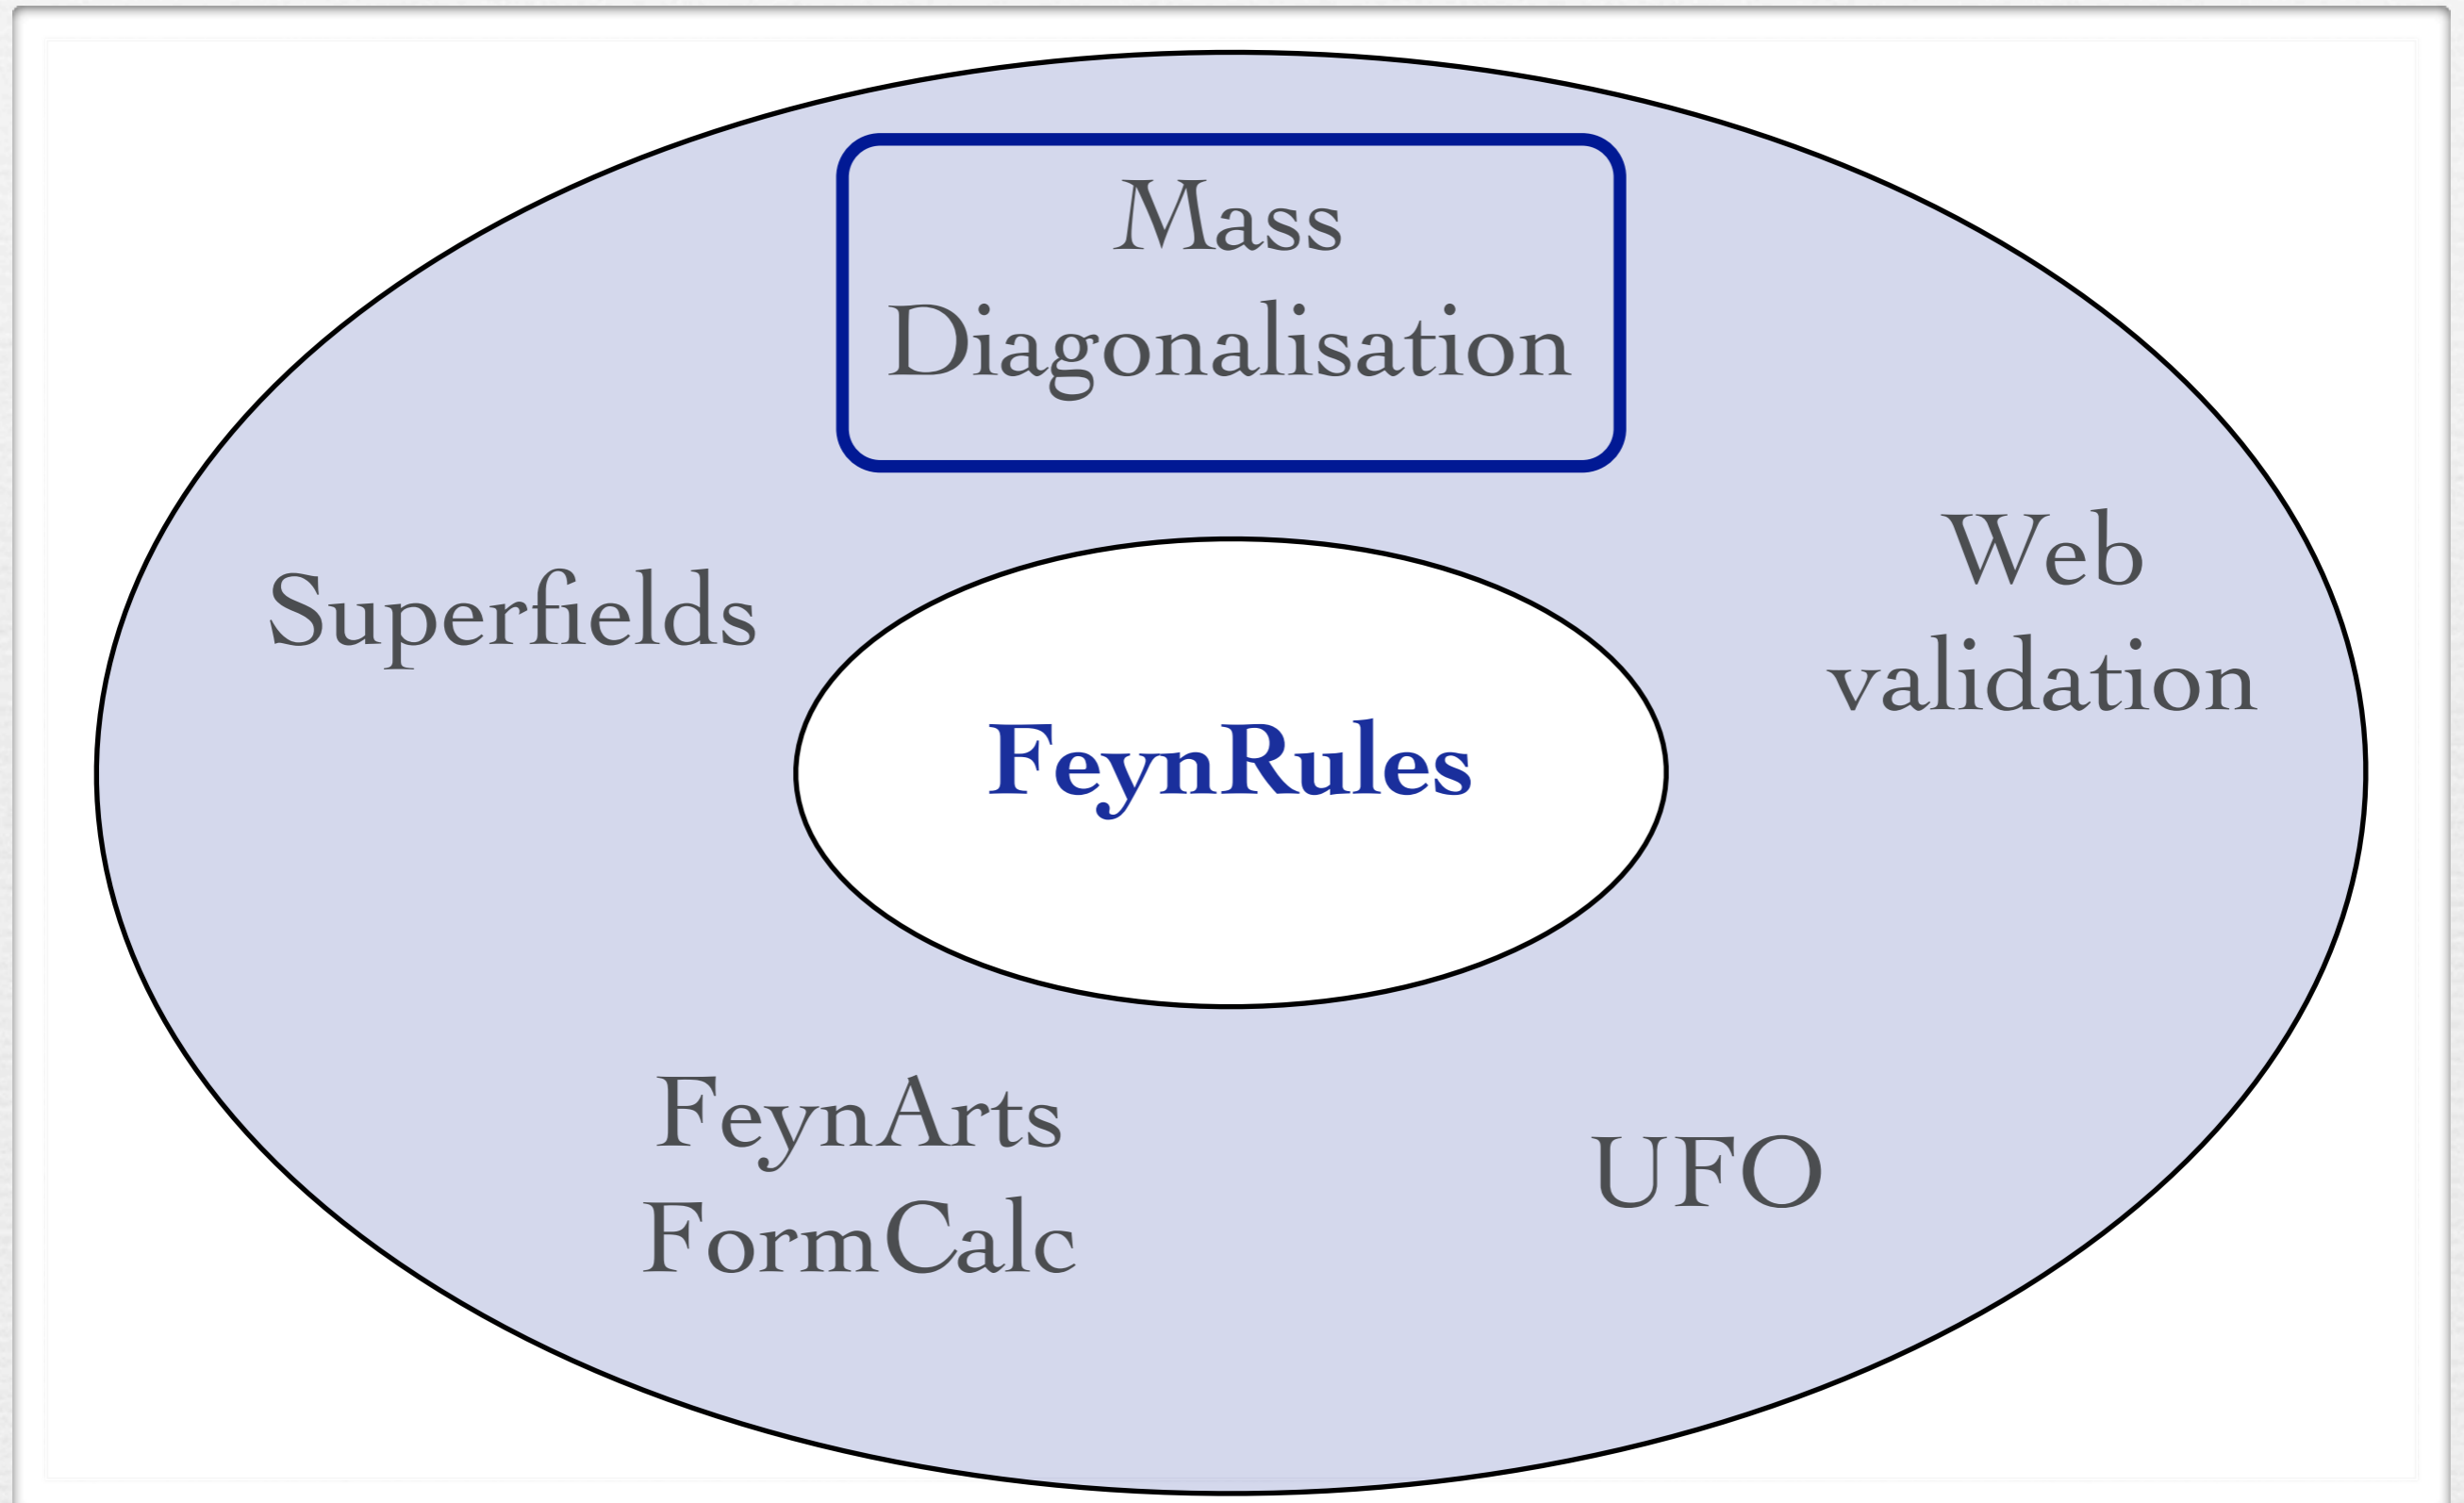 Mass
Diagonalisation
Superfields
Web
validation
FeynRules
FeynArts
FormCalc
UFO